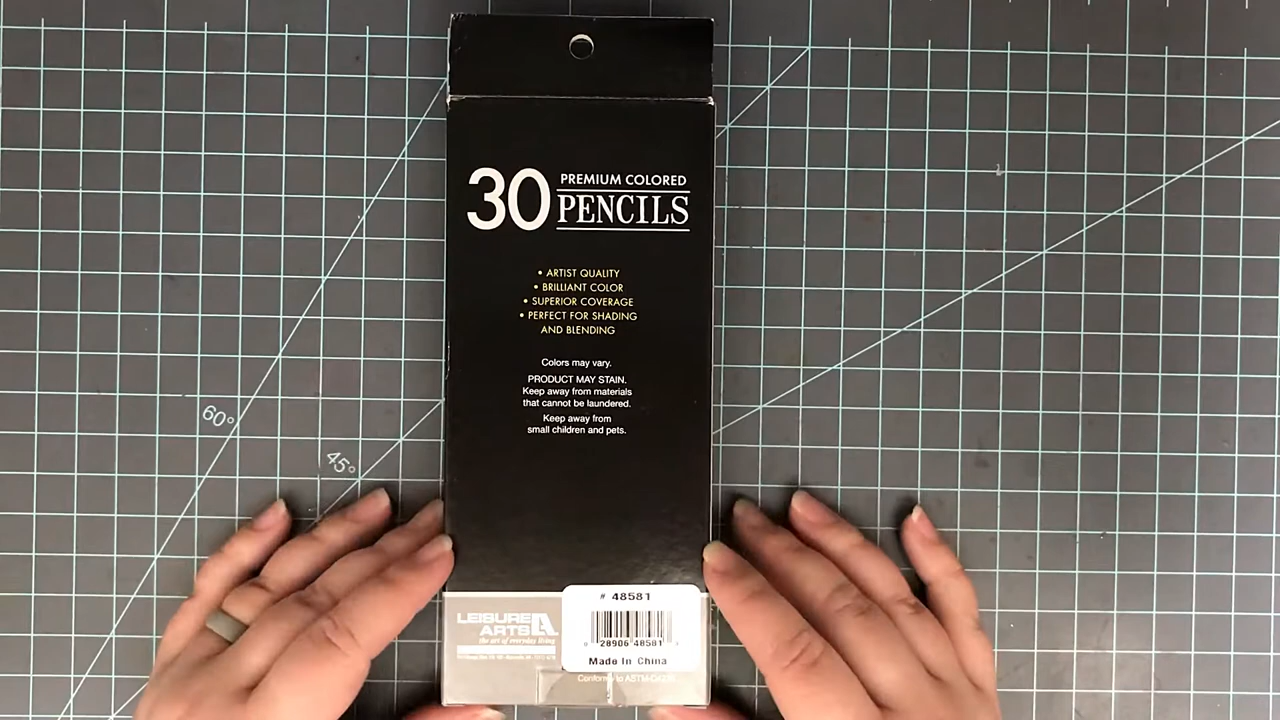 30 PREMIUM COLORED
PENCILS
• ARTIST QUALITY
• BRILLIANT COLOR
• SUPERIOR COVERAGE
• PERFECT FOR SHADING
AND BLENDING
Colors may vary.
PRODUCT MAY STAIN.
Keep away from materials
that cannot be laundered.
Keep away from
small children and pets.
60°
45°
# 48581
LEISURE
ARTS
the art of everyday living
28906 48581
Made In China
to ASTM